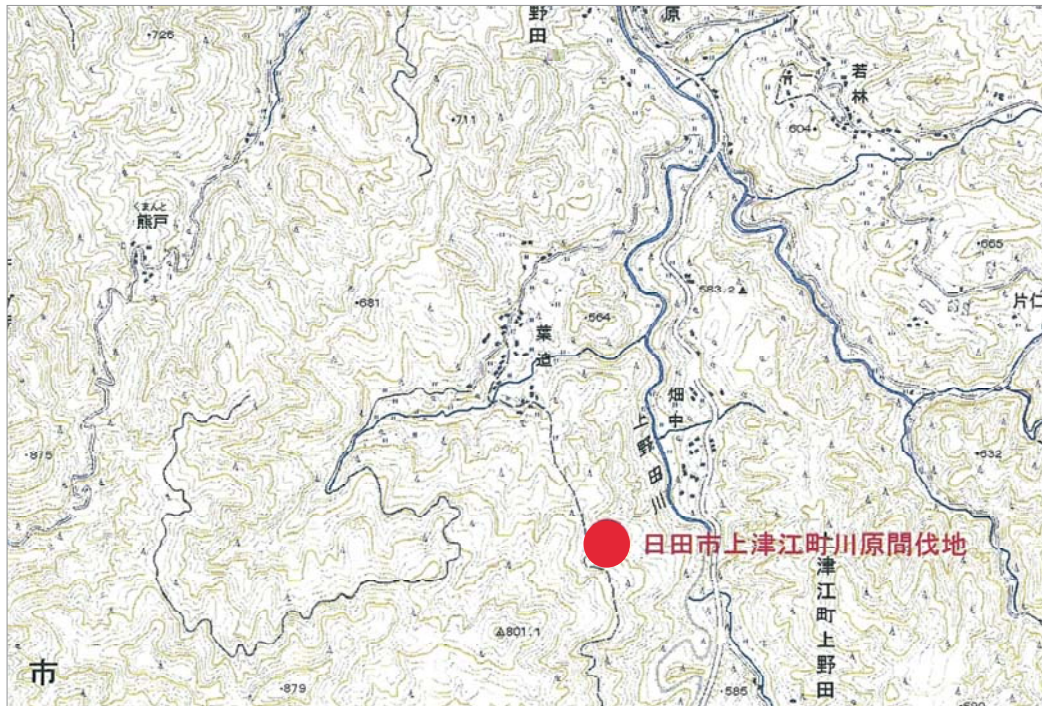 野田
原
・726
・711
若林
604・
くまんと
熊戸
・665
・681
583.2
・564
葉迫
片仁
畑中
上野田川
・875
・632
日田市上津江町川原間伐地
津江町上野田
801.1
市
・879
・585